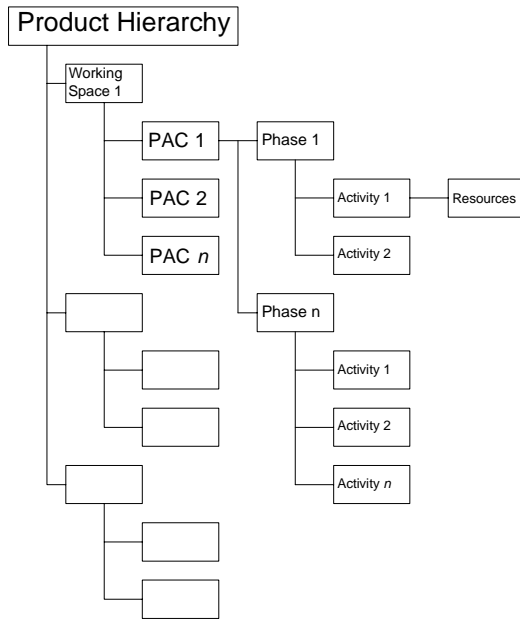 Product Hierarchy
Working
Space 1
PAC 1
Phase 1
PAC 2
Activity 1
Resources
PAC n
Activity 2
Phase n
Activity 1
Activity 2
Activity n